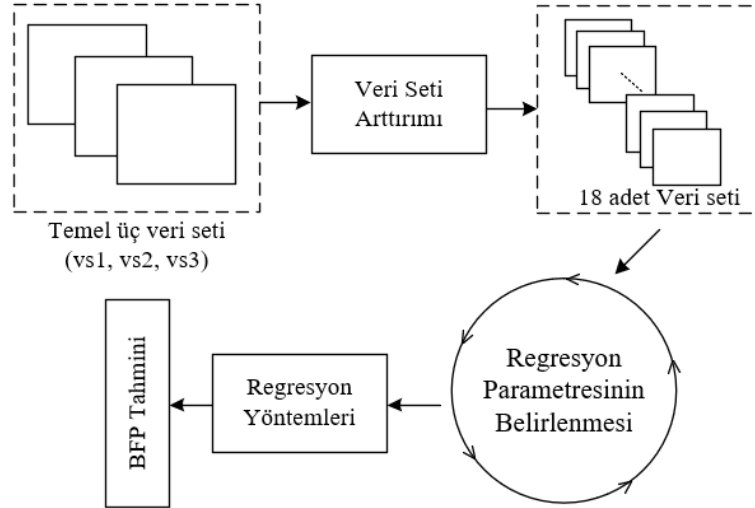 Veri Seti
Arttırımı
18 adet Veri seti
Temel üç veri seti
(vs1, vs2, vs3)
Regresyon
Parametresinin
Belirlenmesi
Regresyon
Yöntemleri
BFP Tahmini